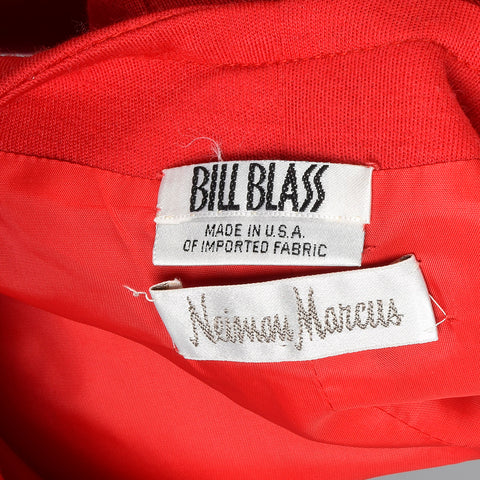 BILL BLASS
MADE IN U.S.A.
OF IMPORTED FABRIC
Neiman Marcus